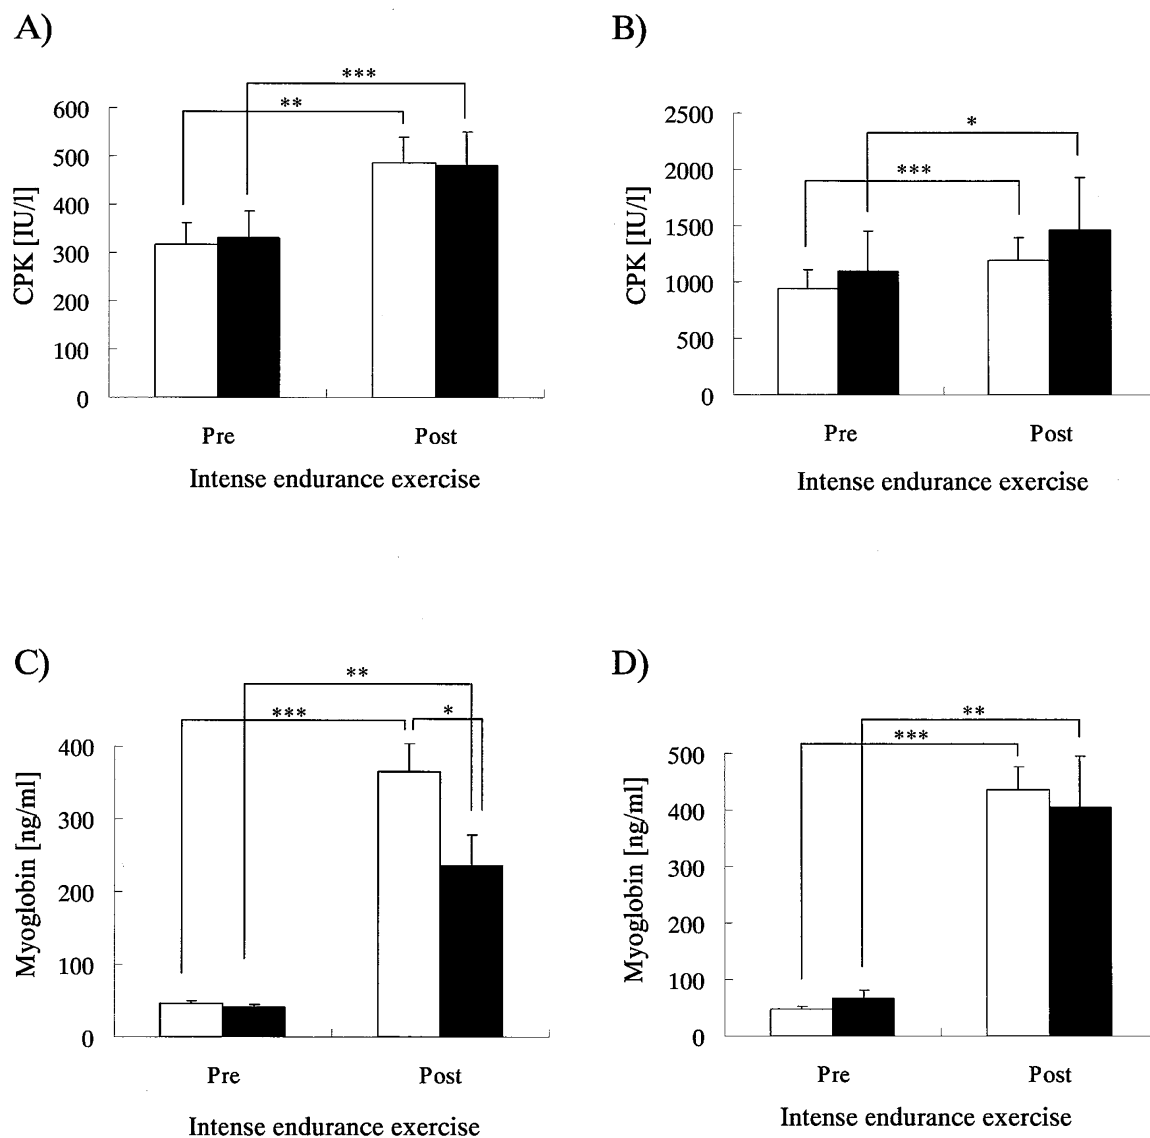 A)
***
**
600
500
400
300
200
100
0
CPK [IU/l]
Pre
Post
Intense endurance exercise
B)
*
***
2500
2000
1500
1000
500
0
CPK [IU/l]
Pre
Post
Intense endurance exercise
C)
**
***
*
400
300
200
100
0
Myoglobin [ng/ml]
Pre
Post
Intense endurance exercise
D)
**
***
500
400
300
200
100
0
Myoglobin [ng/ml]
Pre
Post
Intense endurance exercise